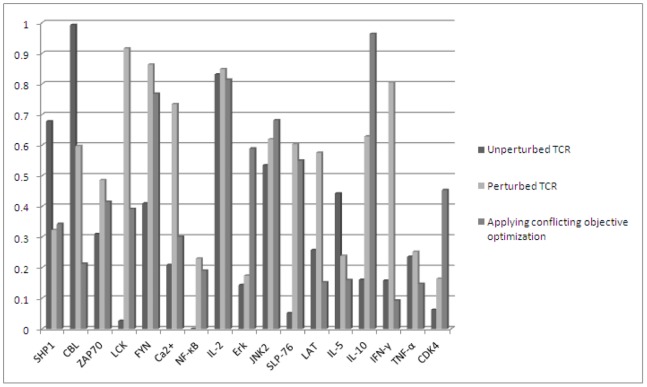 1
0.9
0.8
0.7
0.6
0.5
0.4
0.3
0.2
0.1
0
SHP1
CBL
ZAP70
LCK
FYN
Ca2+
NF-κB
IL-2
Erk
JNK2
SLP-76
LAT
IL-5
IL-10
IFN-γ
TNF-α
CDK4
Unperturbed TCR
Perturbed TCR
Applying conflicting objective
optimization